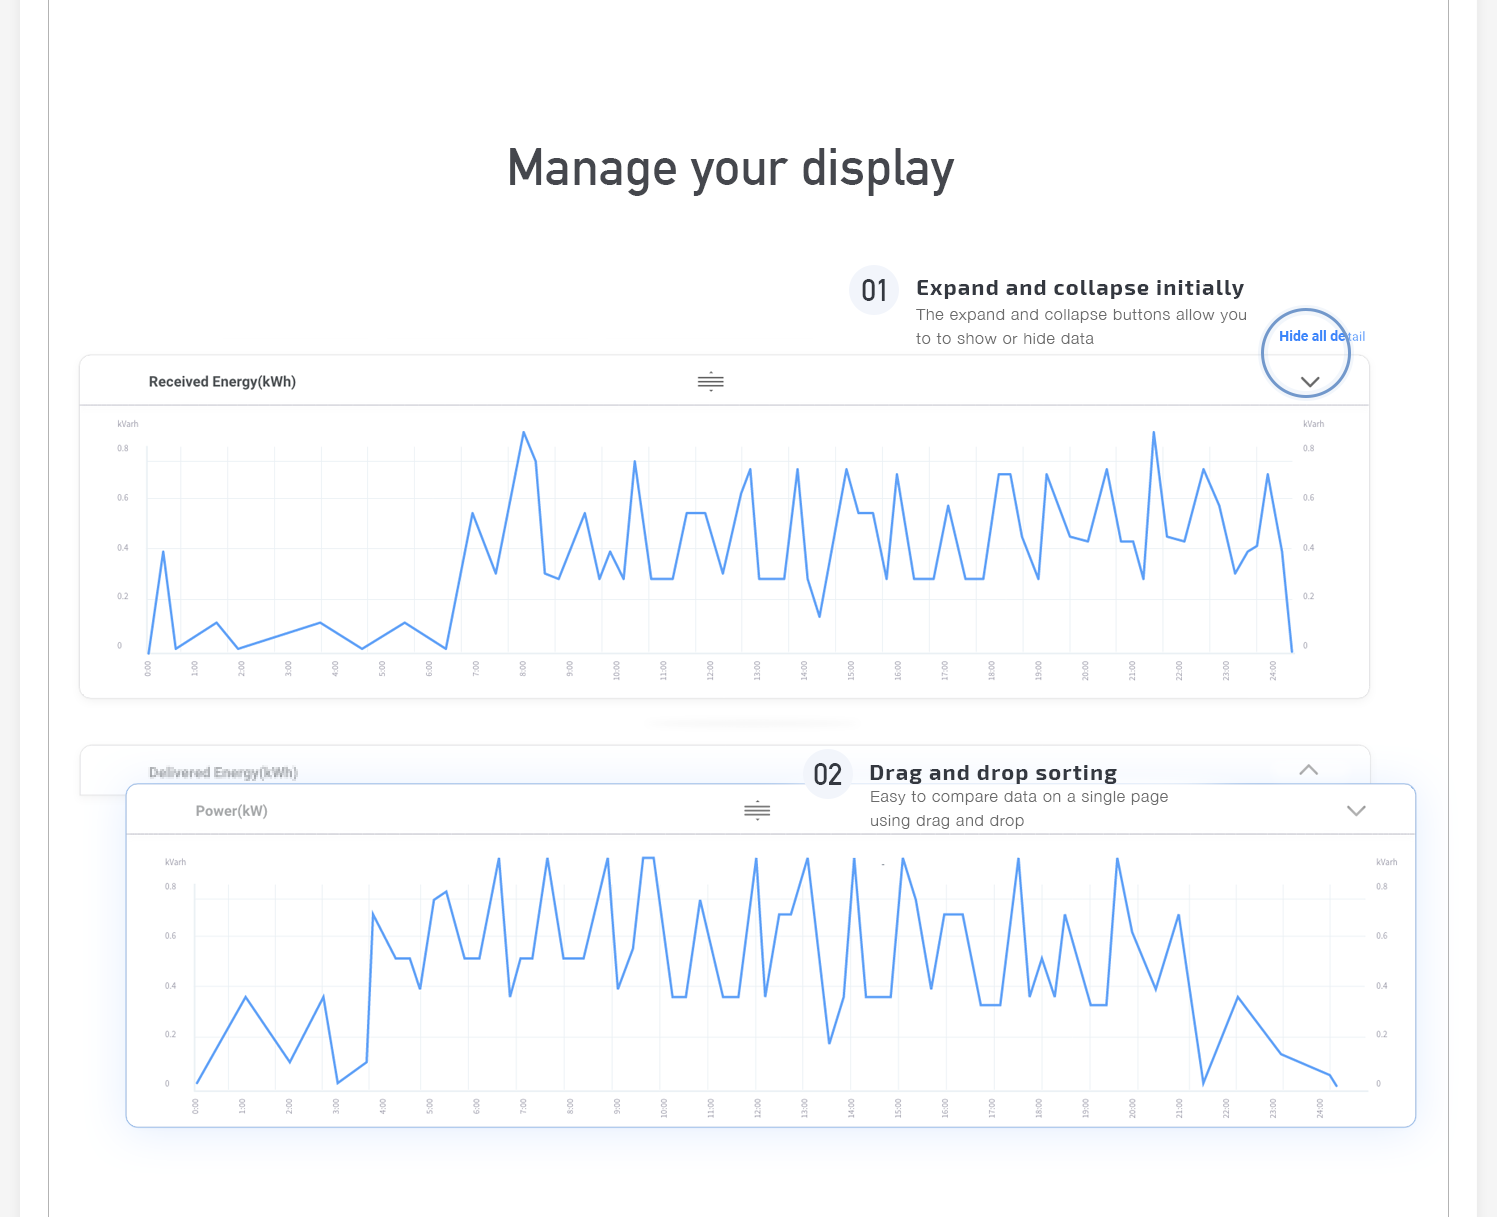 Manage your display
01
Expand and collapse initially
The expand and collapse buttons allow you
to to show or hide data
Hide all detail
Received Energy(kWh)
kVarh
kVarh
0.8
0.8
0.6
0.6
0.4
0.4
0.2
0.2
0
0
0:00 1:00 2:00 3:00 4:00 5:00 6:00 7:00 8:00 9:00 10:00 11:00 12:00 13:00 14:00 15:00 16:00 17:00 18:00 19:00 20:00 21:00 22:00 23:00 24:00
Delivered Energy(kWh)
02
Drag and drop sorting
Easy to compare data on a single page
using drag and drop
Power(kW)
kVarh
kVarh
0.8
0.8
0.6
0.6
0.4
0.4
0.2
0.2
0
0
0:00 1:00 2:00 3:00 4:00 5:00 6:00 7:00 8:00 9:00 10:00 11:00 12:00 13:00 14:00 15:00 16:00 17:00 18:00 19:00 20:00 21:00 22:00 23:00 24:00